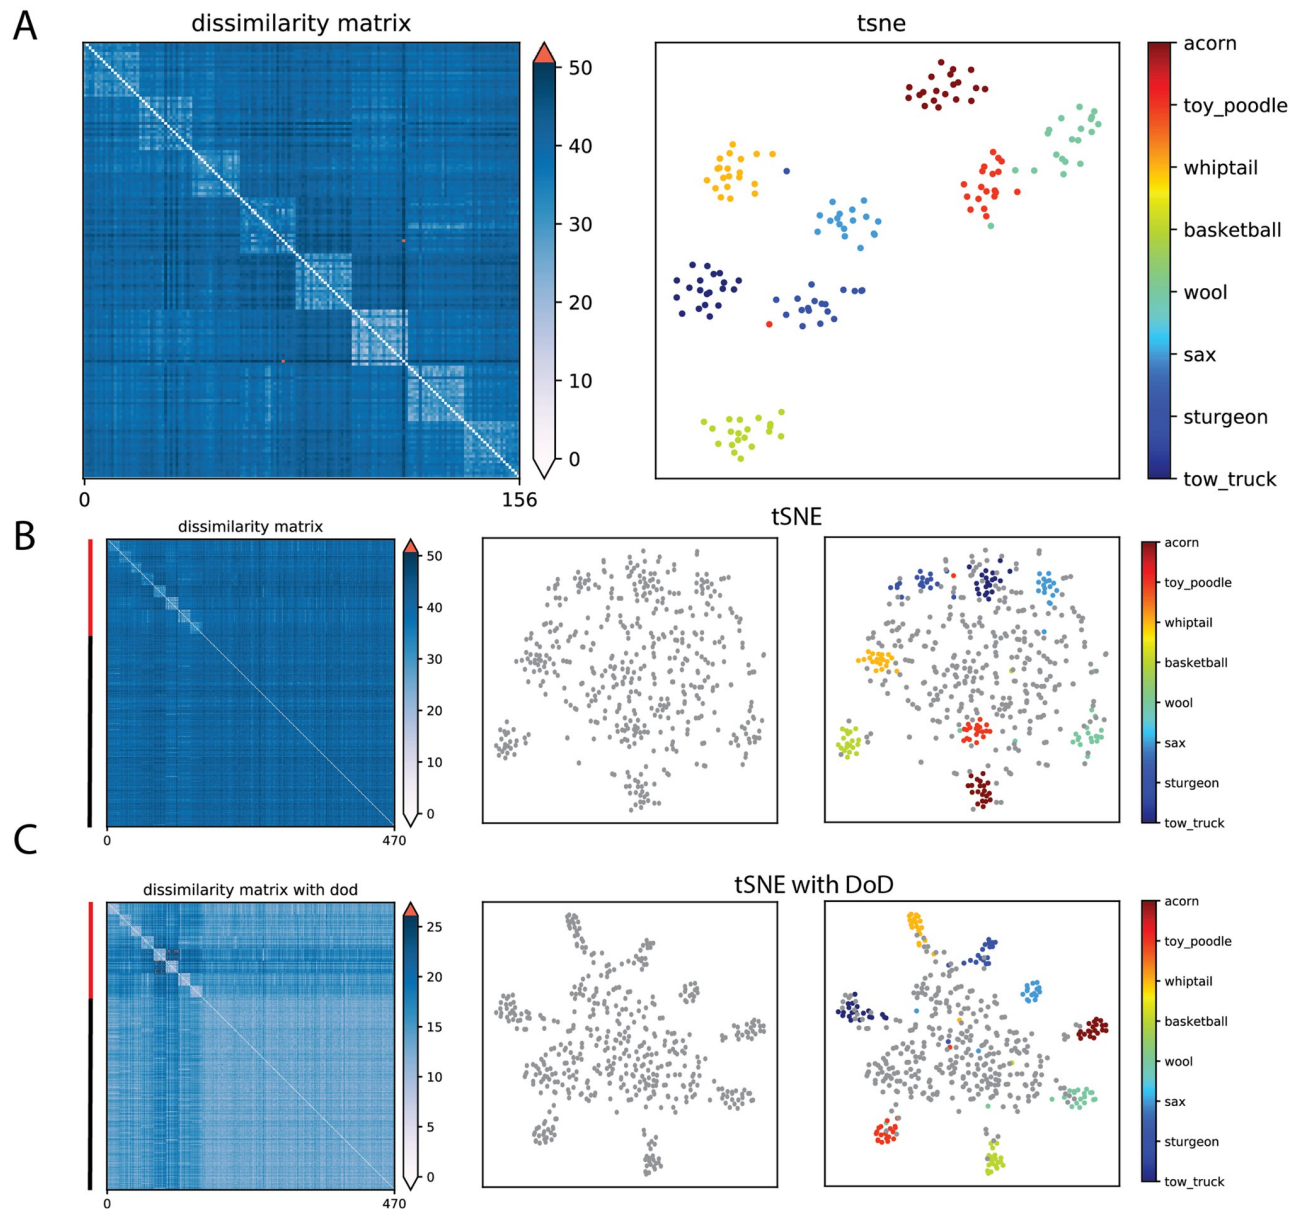 A
dissimilarity matrix
tsne
50
40
30
20
10
0
0
156
acorn
toy_poodle
whiptail
basketball
wool
sax
sturgeon
tow_truck
B
dissimilarity matrix
tSNE
50
40
30
20
10
0
0
470
acorn
toy_poodle
whiptail
basketball
wool
sax
sturgeon
tow_truck
C
dissimilarity matrix with dod
tSNE with DoD
25
20
15
10
5
0
0
470
acorn
toy_poodle
whiptail
basketball
wool
sax
sturgeon
tow_truck